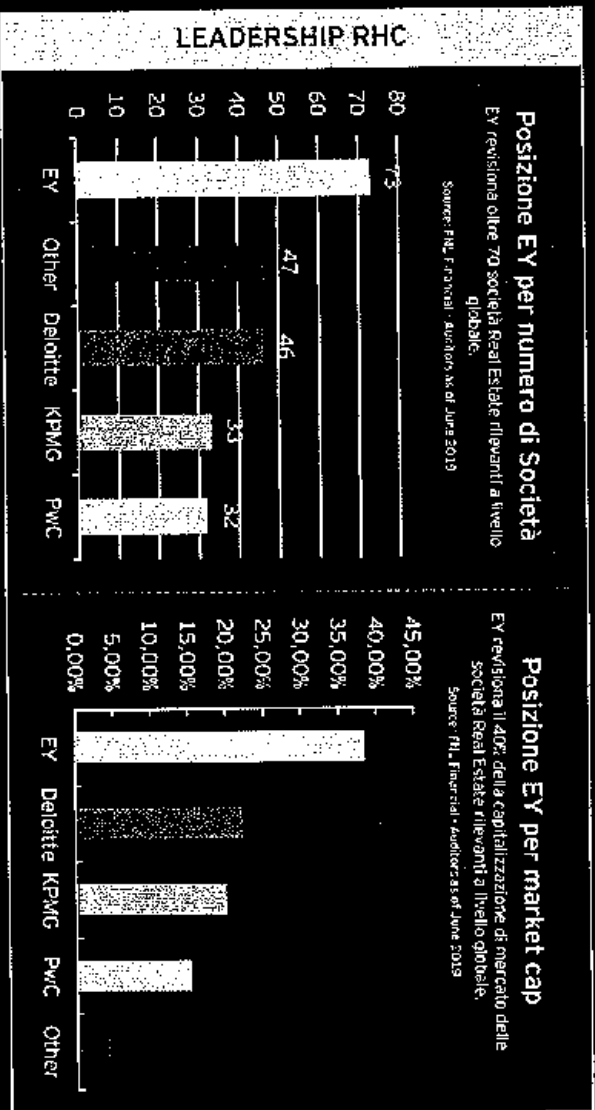 LEADERSHIP RHC
Posizione EY per numero di Società
EY revisiona oltre 70 società Real Estate rilevanti a livello
globale.
Source: SNL Financial - Auditors as of June 2019
80
70
60
50
40
30
20
10
0
73
47
46
33
32
EY
Other
Deloitte
KPMG
PwC
Posizione EY per market cap
EY revisiona il 40% della capitalizzazione di mercato delle
società Real Estate rilevanti a livello globale.
Source: SNL Financial - Auditors as of June 2019
45,00%
40,00%
35,00%
30,00%
25,00%
20,00%
15,00%
10,00%
5,00%
0,00%
EY
Deloitte
KPMG
PwC
Other